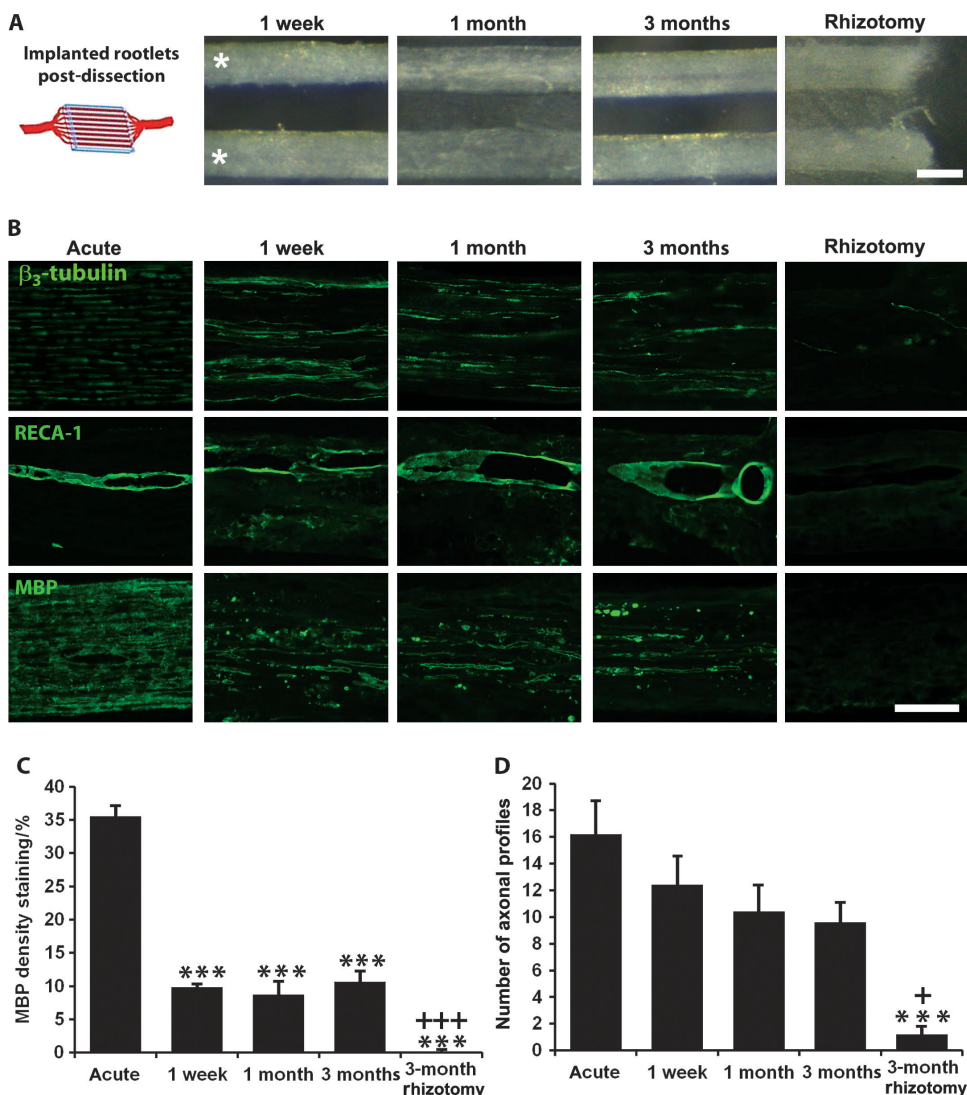 A
Implanted rootlets
post-dissection
1 week
1 month
3 months
Rhizotomy
*
*
B
Acute
1 week
1 month
3 months
Rhizotomy
β₃-tubulin
RECA-1
MBP
C
MBP density staining/%
40
35
30
25
20
15
10
5
0
***
***
***
+++
***
Acute
1 week
1 month
3 months
3-month
rhizotomy
D
Number of axonal profiles
20
18
16
14
12
10
8
6
4
2
0
+
***
Acute
1 week
1 month
3 months
3-month
rhizotomy